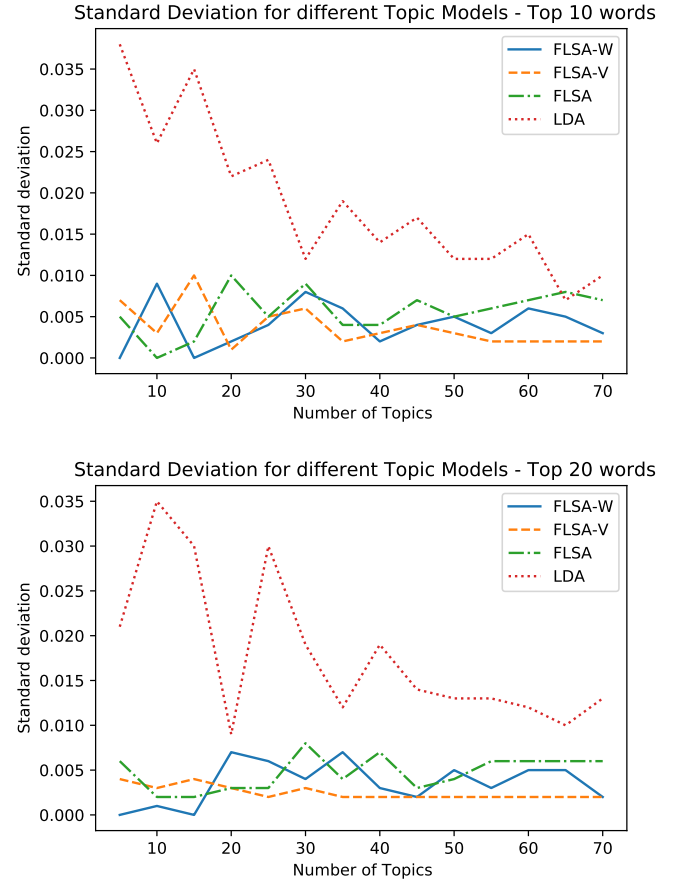 Standard Deviation for different Topic Models - Top 10 words
FLSA-W
FLSA-V
FLSA
LDA
0.035
0.030
0.025
0.020
0.015
0.010
0.005
0.000
Standard deviation
10 20 30 40 50 60 70
Number of Topics
Standard Deviation for different Topic Models - Top 20 words
FLSA-W
FLSA-V
FLSA
LDA
0.035
0.030
0.025
0.020
0.015
0.010
0.005
0.000
Standard deviation
10 20 30 40 50 60 70
Number of Topics